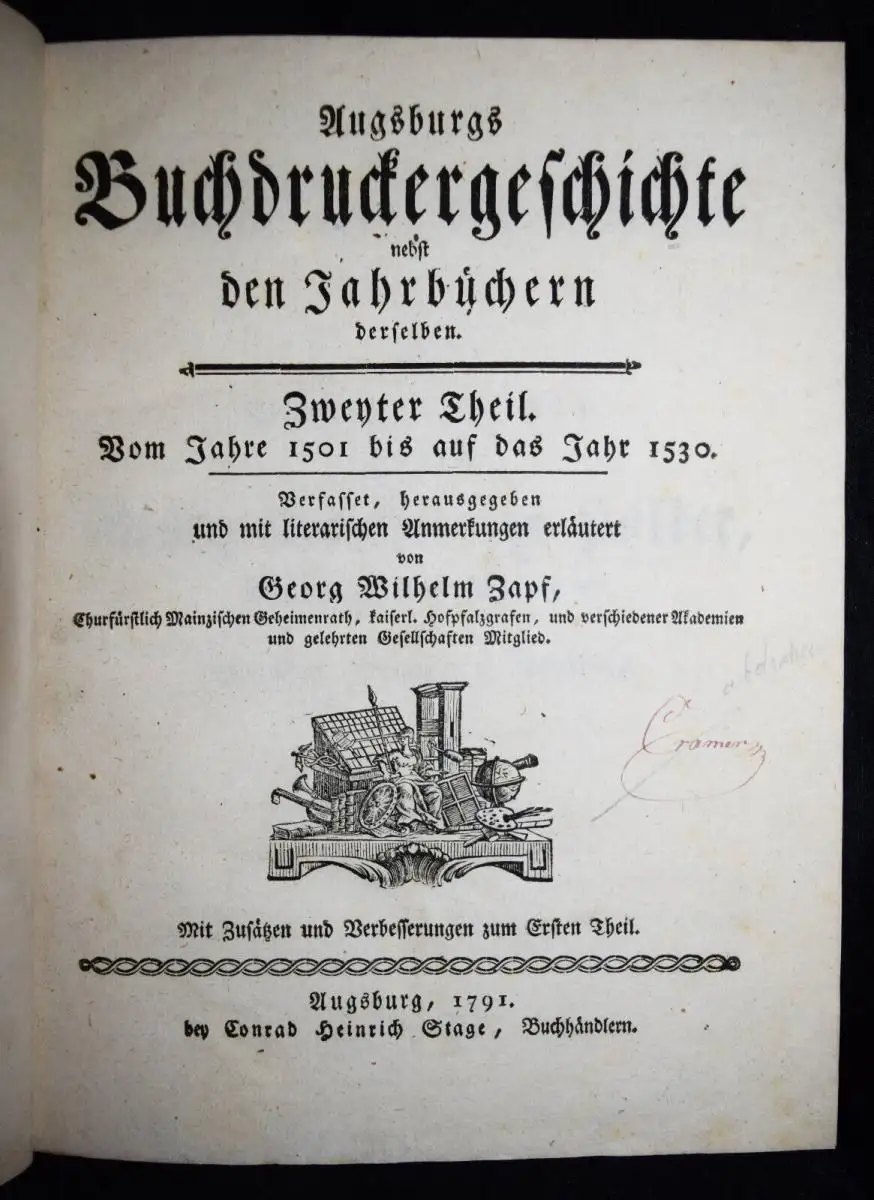 Augsburgs
Buchdruckergeschichte
nebst
den Jahrbüchern
derselben.
Zweyter Theil.
Vom Jahre 1501 bis auf das Jahr 1530.
Verfasset, herausgegeben
und mit literarischen Anmerkungen erläutert
von
Georg Wilhelm Zapf,
Churfürstlich Mainzischen Geheimenrath, kaiserl. Hofpfalzgrafen, und verschiedener Akademien
und gelehrten Gesellschaften Mitglied.
Cramer
Mit Zusätzen und Verbesserungen zum Ersten Theil.
Augsburg, 1791.
bey Conrad Heinrich Stage, Buchhändlern.